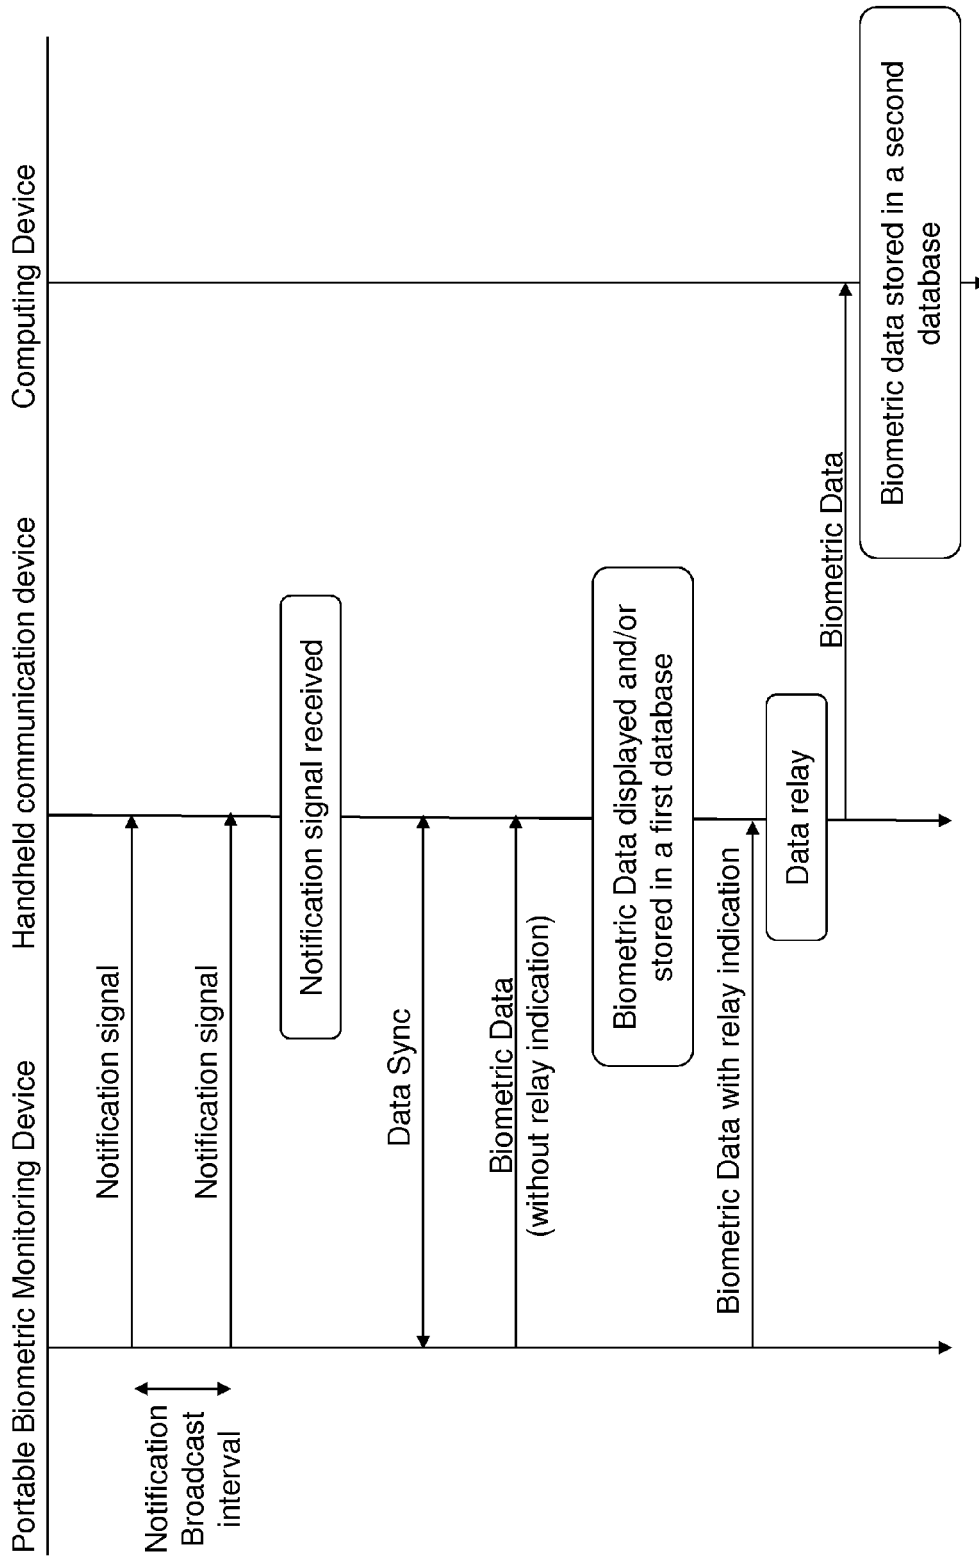 Portable Biometric Monitoring Device
Handheld communication device
Computing Device
Notification
Broadcast
interval
Notification signal
Notification signal
Notification signal received
Data Sync
Biometric Data
(without relay indication)
Biometric Data displayed and/or
stored in a first database
Biometric Data with relay indication
Data relay
Biometric Data
Biometric data stored in a second
database